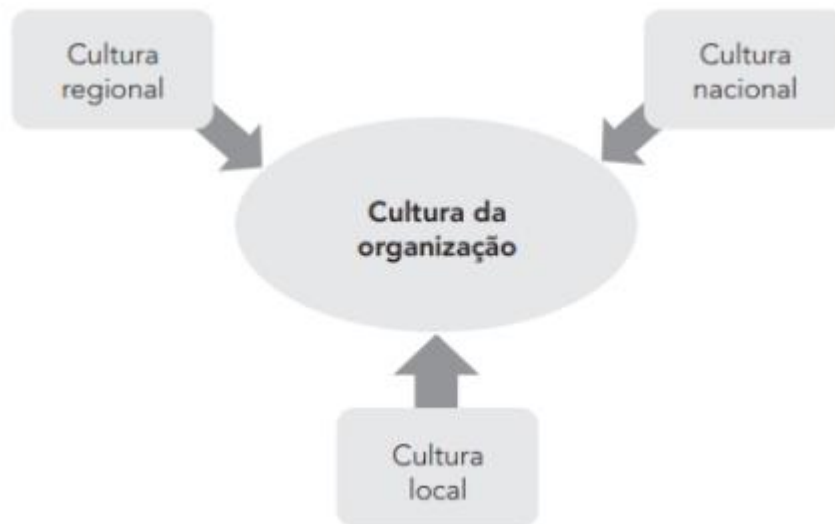 Cultura
regional
Cultura
nacional
Cultura da
organização
Cultura
local